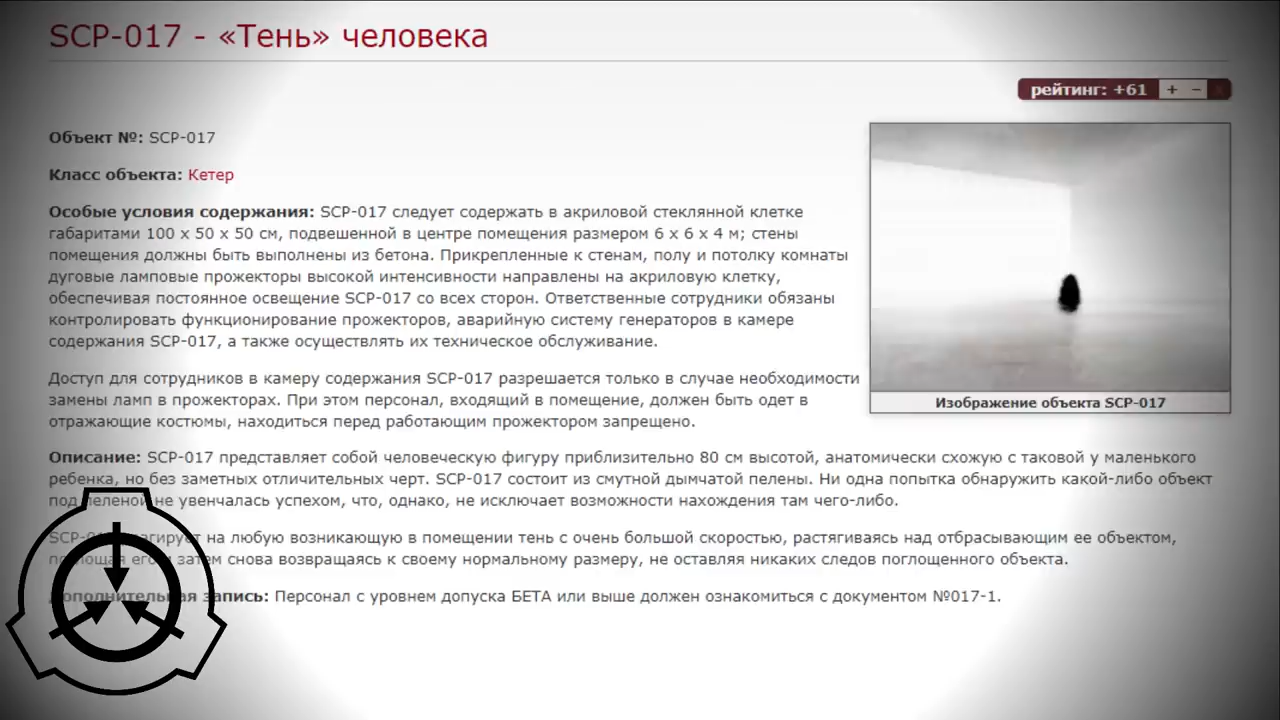 SCP-017 - «Тень» человека
рейтинг: +61 + − x
Объект №: SCP-017
Класс объекта: Кетер
Особые условия содержания: SCP-017 следует содержать в акриловой стеклянной клетке
габаритами 100 x 50 x 50 см, подвешенной в центре помещения размером 6 x 6 x 4 м; стены
помещения должны быть выполнены из бетона. Прикрепленные к стенам, полу и потолку комнаты
дуговые ламповые прожекторы высокой интенсивности направлены на акриловую клетку,
обеспечивая постоянное освещение SCP-017 со всех сторон. Ответственные сотрудники обязаны
контролировать функционирование прожекторов, аварийную систему генераторов в камере
содержания SCP-017, а также осуществлять их техническое обслуживание.
Доступ для сотрудников в камеру содержания SCP-017 разрешается только в случае необходимости
замены ламп в прожекторах. При этом персонал, входящий в помещение, должен быть одет в
отражающие костюмы, находиться перед работающим прожектором запрещено.
Изображение объекта SCP-017
Описание: SCP-017 представляет собой человеческую фигуру приблизительно 80 см высотой, анатомически схожую с таковой у маленького
ребенка, но без заметных отличительных черт. SCP-017 состоит из смутной дымчатой пелены. Ни одна попытка обнаружить какой-либо объект
под пеленой не увенчалась успехом, что, однако, не исключает возможности нахождения там чего-либо.
на любую возникающую в помещении тень с очень большой скоростью, растягиваясь над отбрасывающим ее объектом,
затем снова возвращаясь к своему нормальному размеру, не оставляя никаких следов поглощенного объекта.
Дополнительная запись: Персонал с уровнем допуска БЕТА или выше должен ознакомиться с документом №017-1.